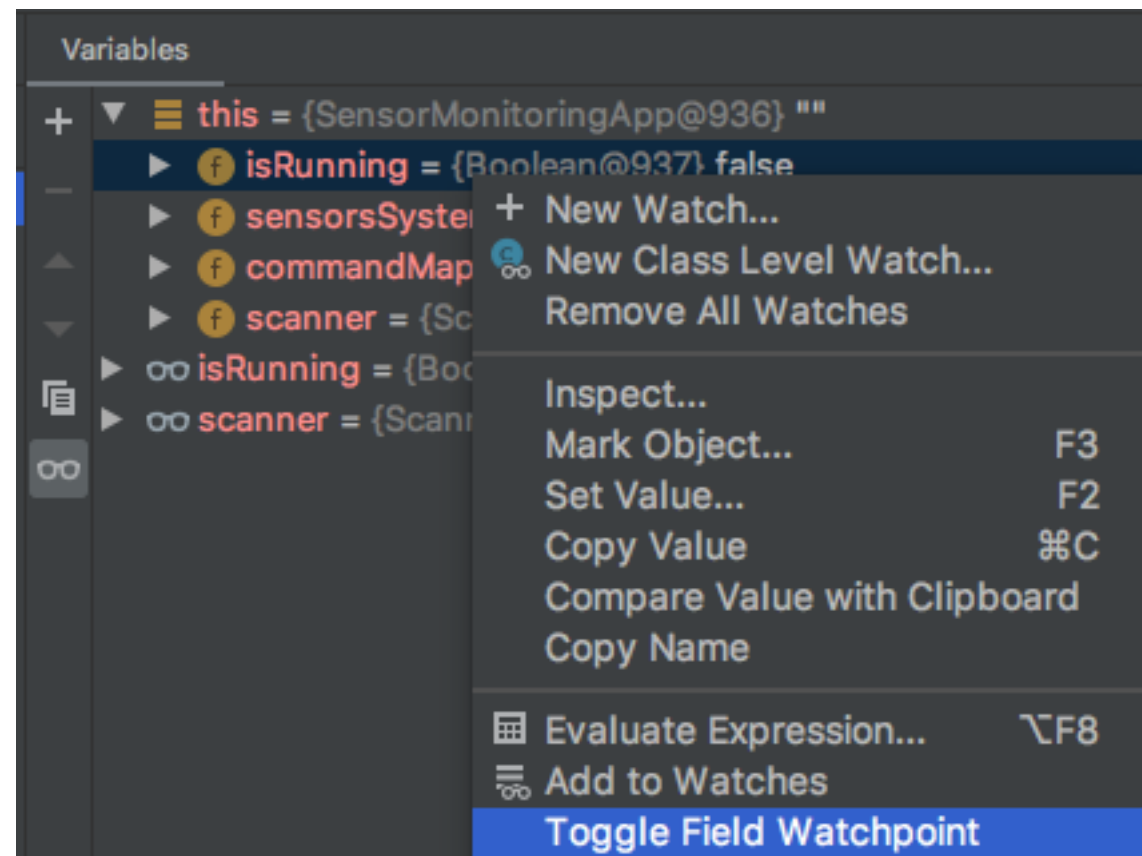 Variables
this = {SensorMonitoringApp@936} ""
isRunning = {Boolean@937} false
New Watch...
sensorsSyste
New Class Level Watch...
commandMap
Remove All Watches
scanner = {Sc
isRunning = {Boo
Inspect...
scanner = {Scann
Mark Object... F3
Set Value... F2
Copy Value ⌘C
Compare Value with Clipboard
Copy Name
Evaluate Expression... ⌥F8
Add to Watches
Toggle Field Watchpoint